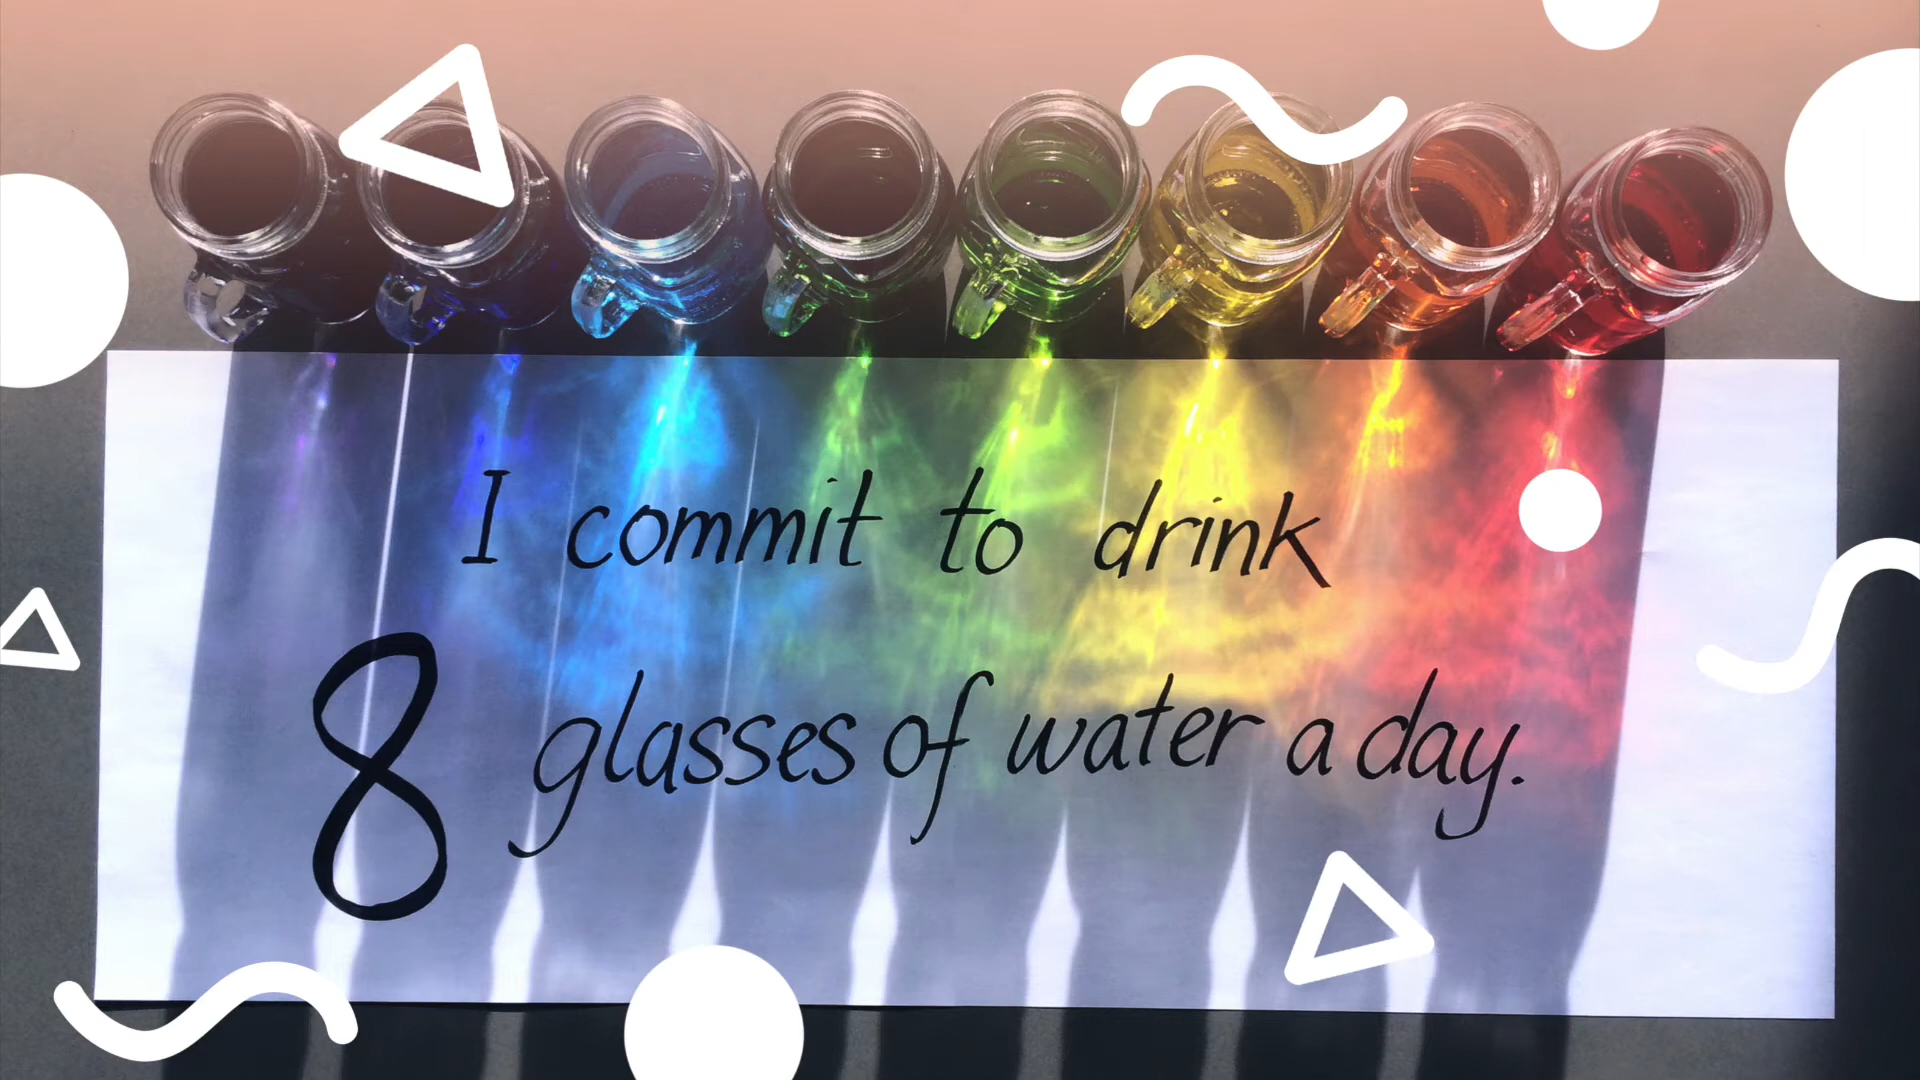 I commit to drink
8 glasses of water a day.